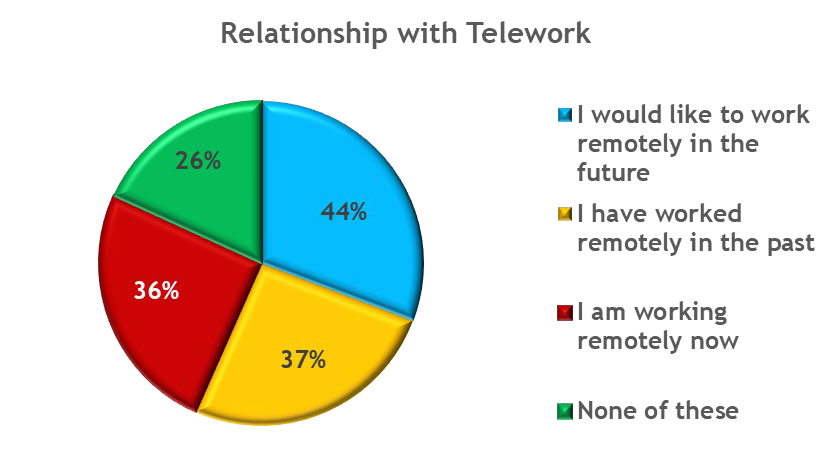 Relationship with Telework
26%
44%
36%
37%
I would like to work
remotely in the
future
I have worked
remotely in the past
I am working
remotely now
None of these